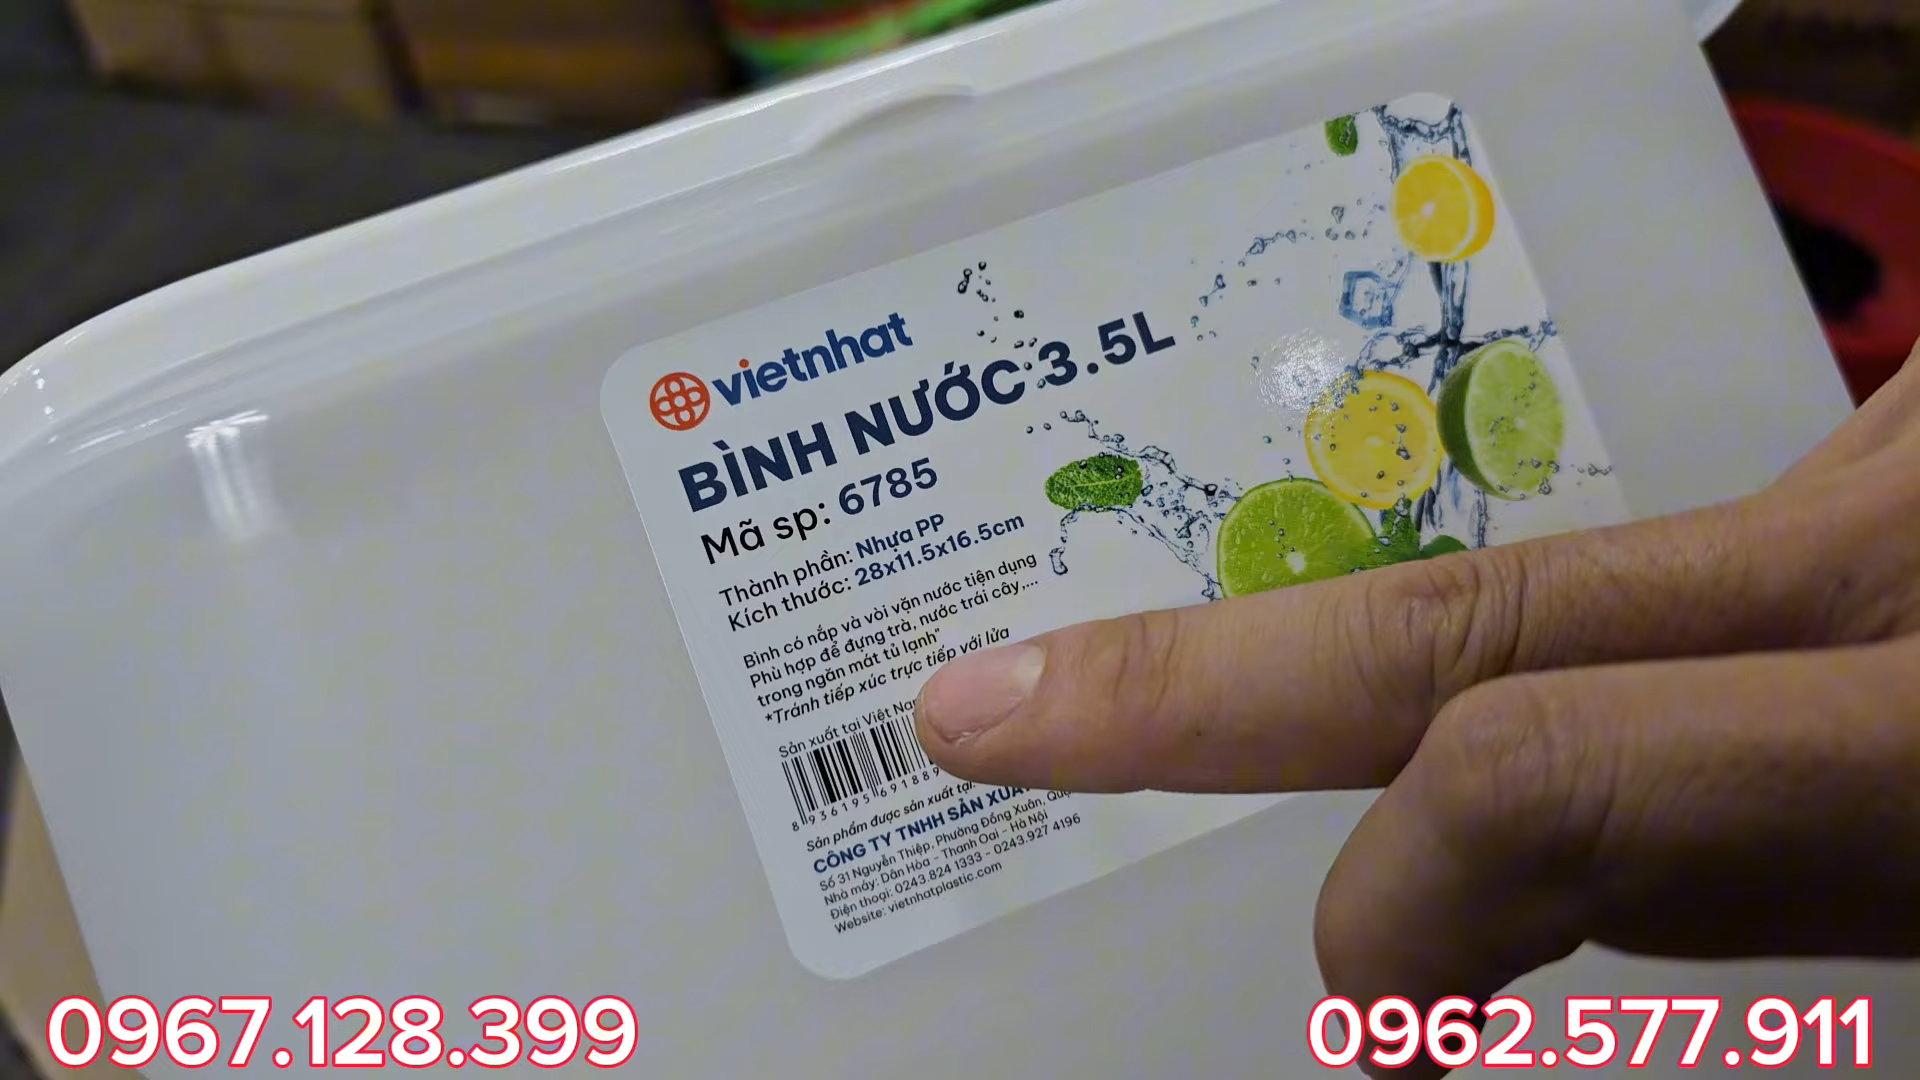 vietnhat
BÌNH NƯỚC 3.5L
Mã sp: 6785
Thành phần: Nhựa PP
Kích thước: 28x11.5x16.5cm
Bình có nắp và vòi vặn nước tiện dụng
Phù hợp để đựng trà, nước trái cây,...
trong ngăn mát tủ lạnh"
*Tránh tiếp xúc trực tiếp với lửa
Sản xuất tại Việt
8 936195 691889
Sản phẩm được sản xuất tại
CÔNG TY TNHH SẢN
Số 31 Nguyễn Thiệp, Phường Đồng Xuân,
Nhà máy: Dân Hòa - Thanh Oai - Hà Nội
Điện thoại: 0243.824 1333 - 0243.927 4196
Website: vietnhatplastic.com
0967.128.399
0962.577.911